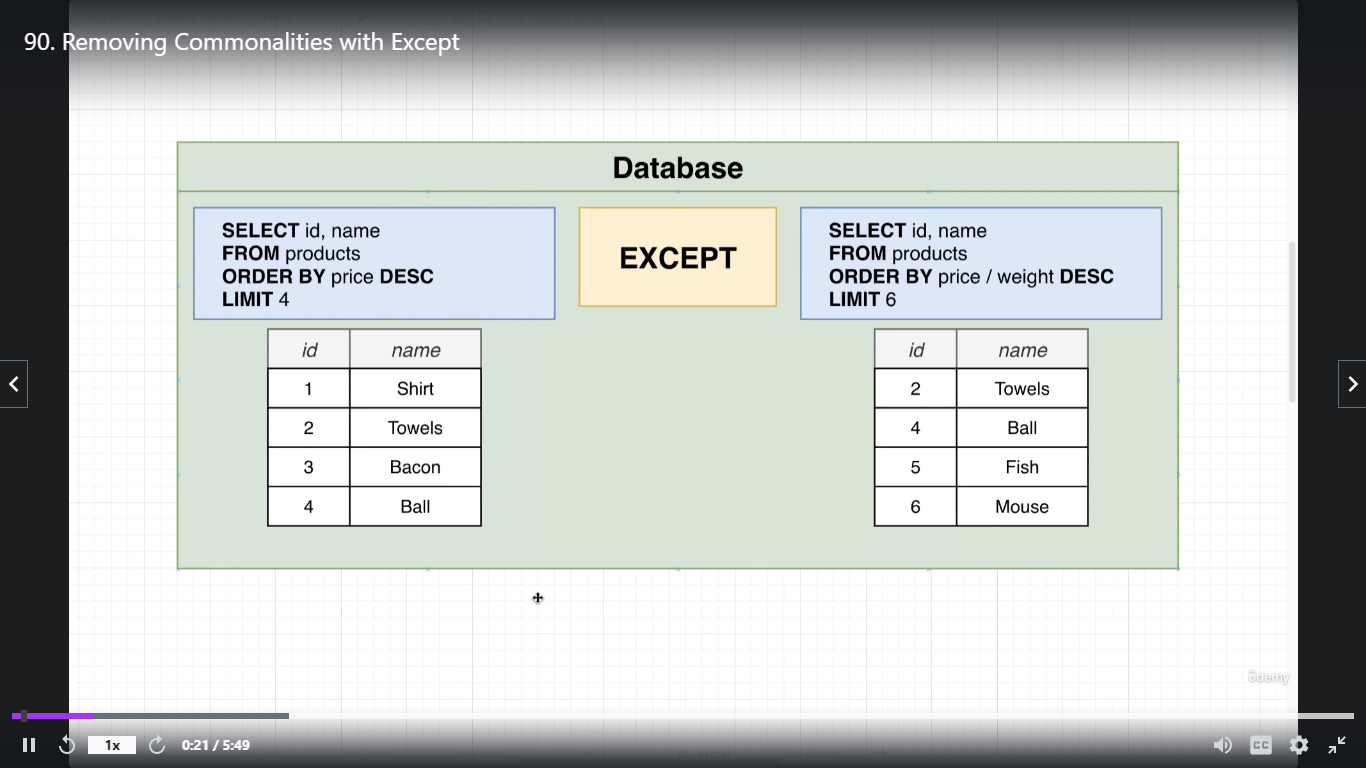 90. Removing Commonalities with Except
Database
SELECT id, name
FROM products
ORDER BY price DESC
LIMIT 4
EXCEPT
SELECT id, name
FROM products
ORDER BY price / weight DESC
LIMIT 6
id name
1 Shirt
2 Towels
3 Bacon
4 Ball
id name
2 Towels
4 Ball
5 Fish
6 Mouse
ûdemy
1x
0:21 / 5:49
CC